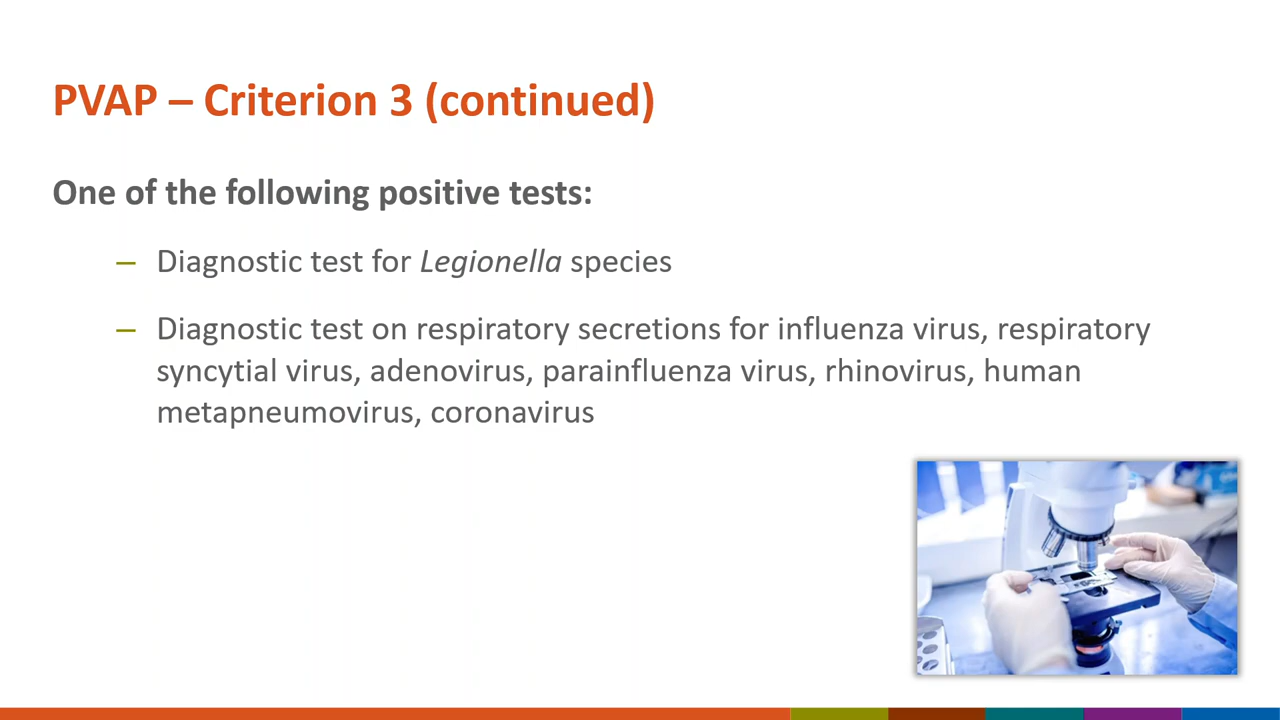 PVAP – Criterion 3 (continued)
One of the following positive tests:
– Diagnostic test for Legionella species
– Diagnostic test on respiratory secretions for influenza virus, respiratory
syncytial virus, adenovirus, parainfluenza virus, rhinovirus, human
metapneumovirus, coronavirus